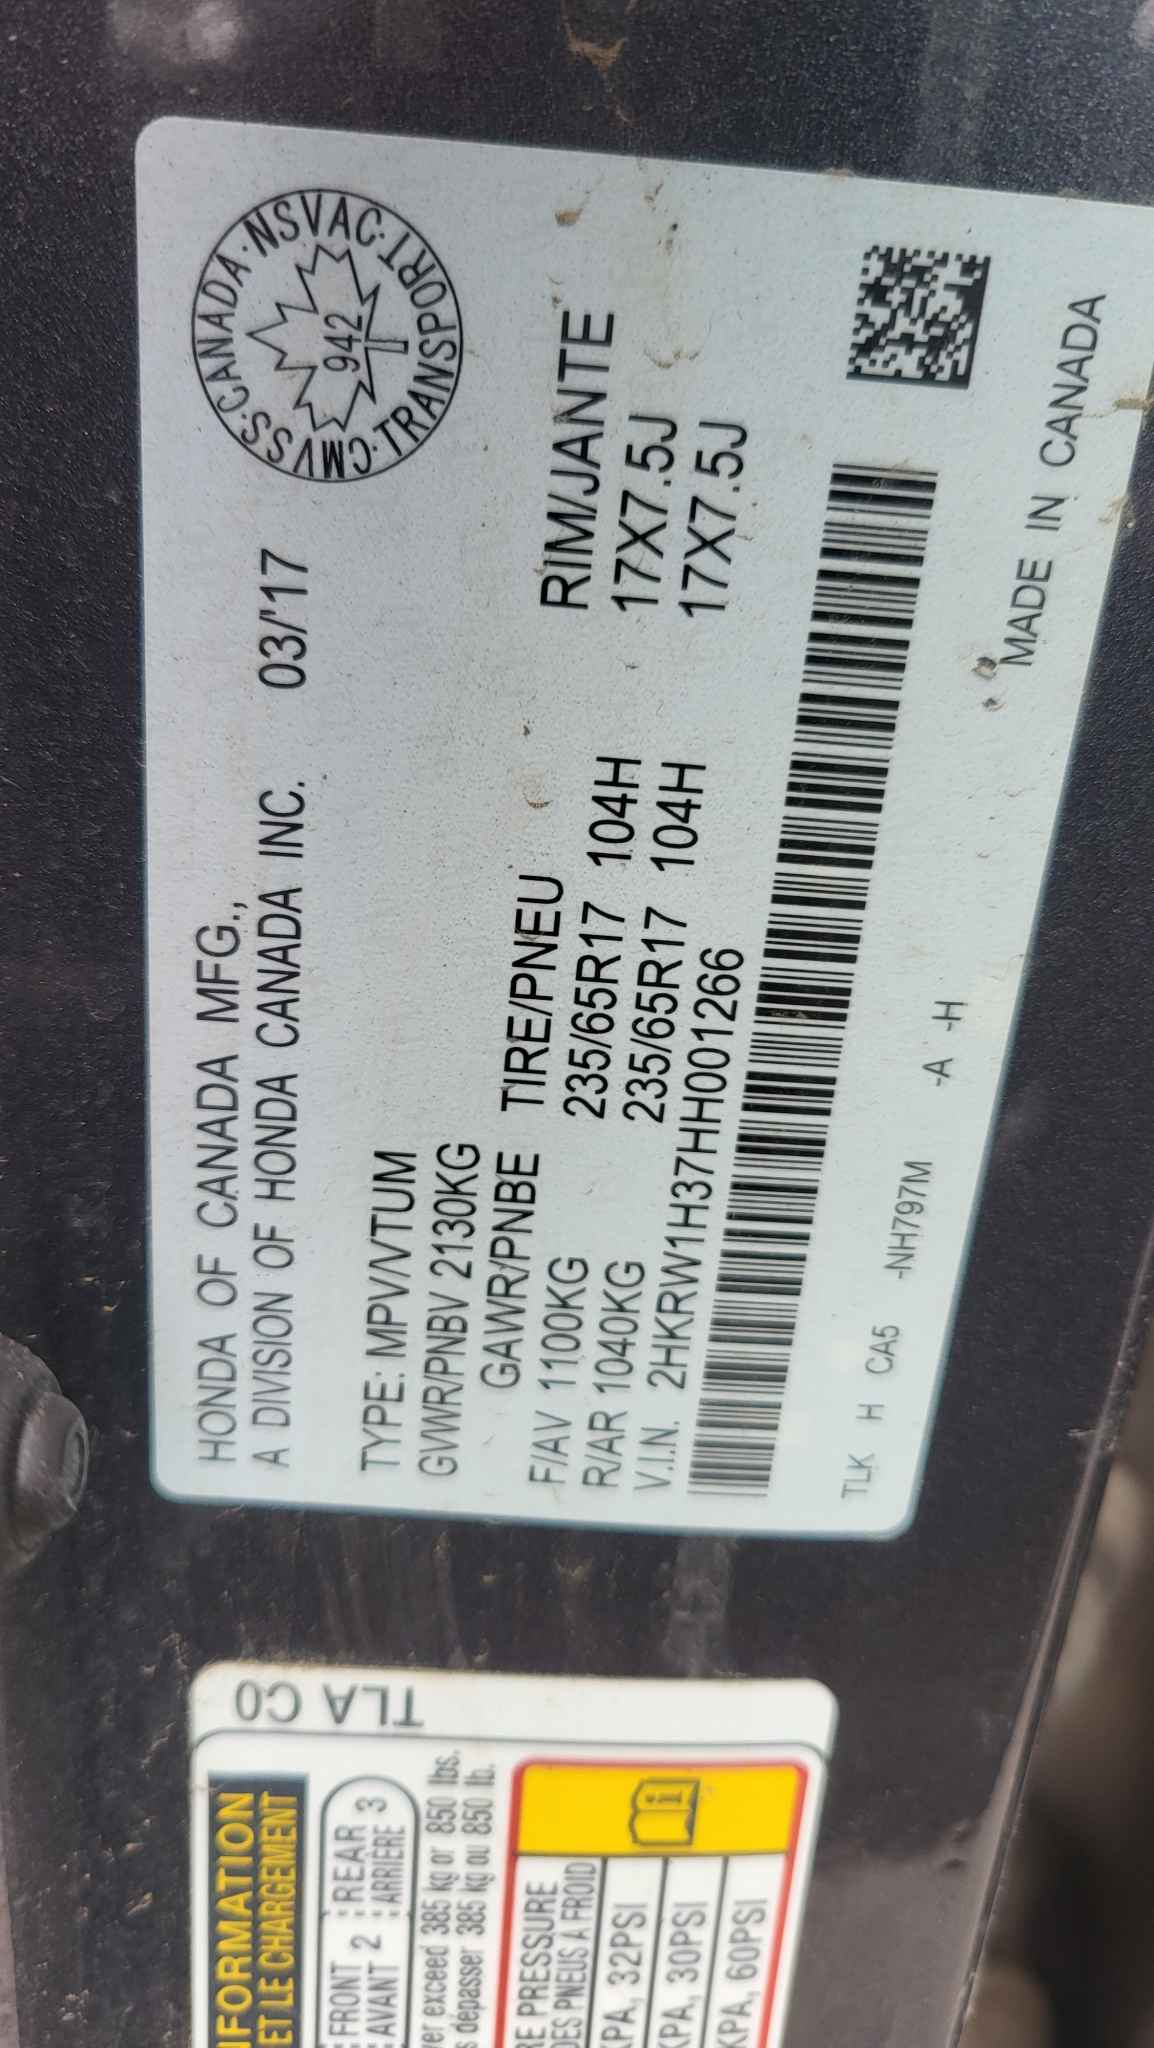 HONDA OF CANADA MFG.,
A DIVISION OF HONDA CANADA INC. 03/'17
CANADA·NSVAC·TRANSPORT·CMVSS·
942
TYPE: MPV/VTUM
GVWR/PNBV 2130KG
GAWR/PNBE TIRE/PNEU RIM/JANTE
F/AV 1100KG 235/65R17 104H 17X7.5J
R/AR 1040KG 235/65R17 104H 17X7.5J
V.I.N. 2HKRW1H37HH001266
TLK H CA5 -NH797M -A -H
MADE IN CANADA
TLA C0
ET LE CHARGEMENT
FRONT 2 REAR 3
AVANT 2 ARRIÈRE 3
exceed 385 kg or 850 lbs.
dépasser 385 kg ou 850 lb.
PRESSURE
DES PNEUS A FROID
KPA, 32PSI
KPA, 30PSI
KPA, 60PSI